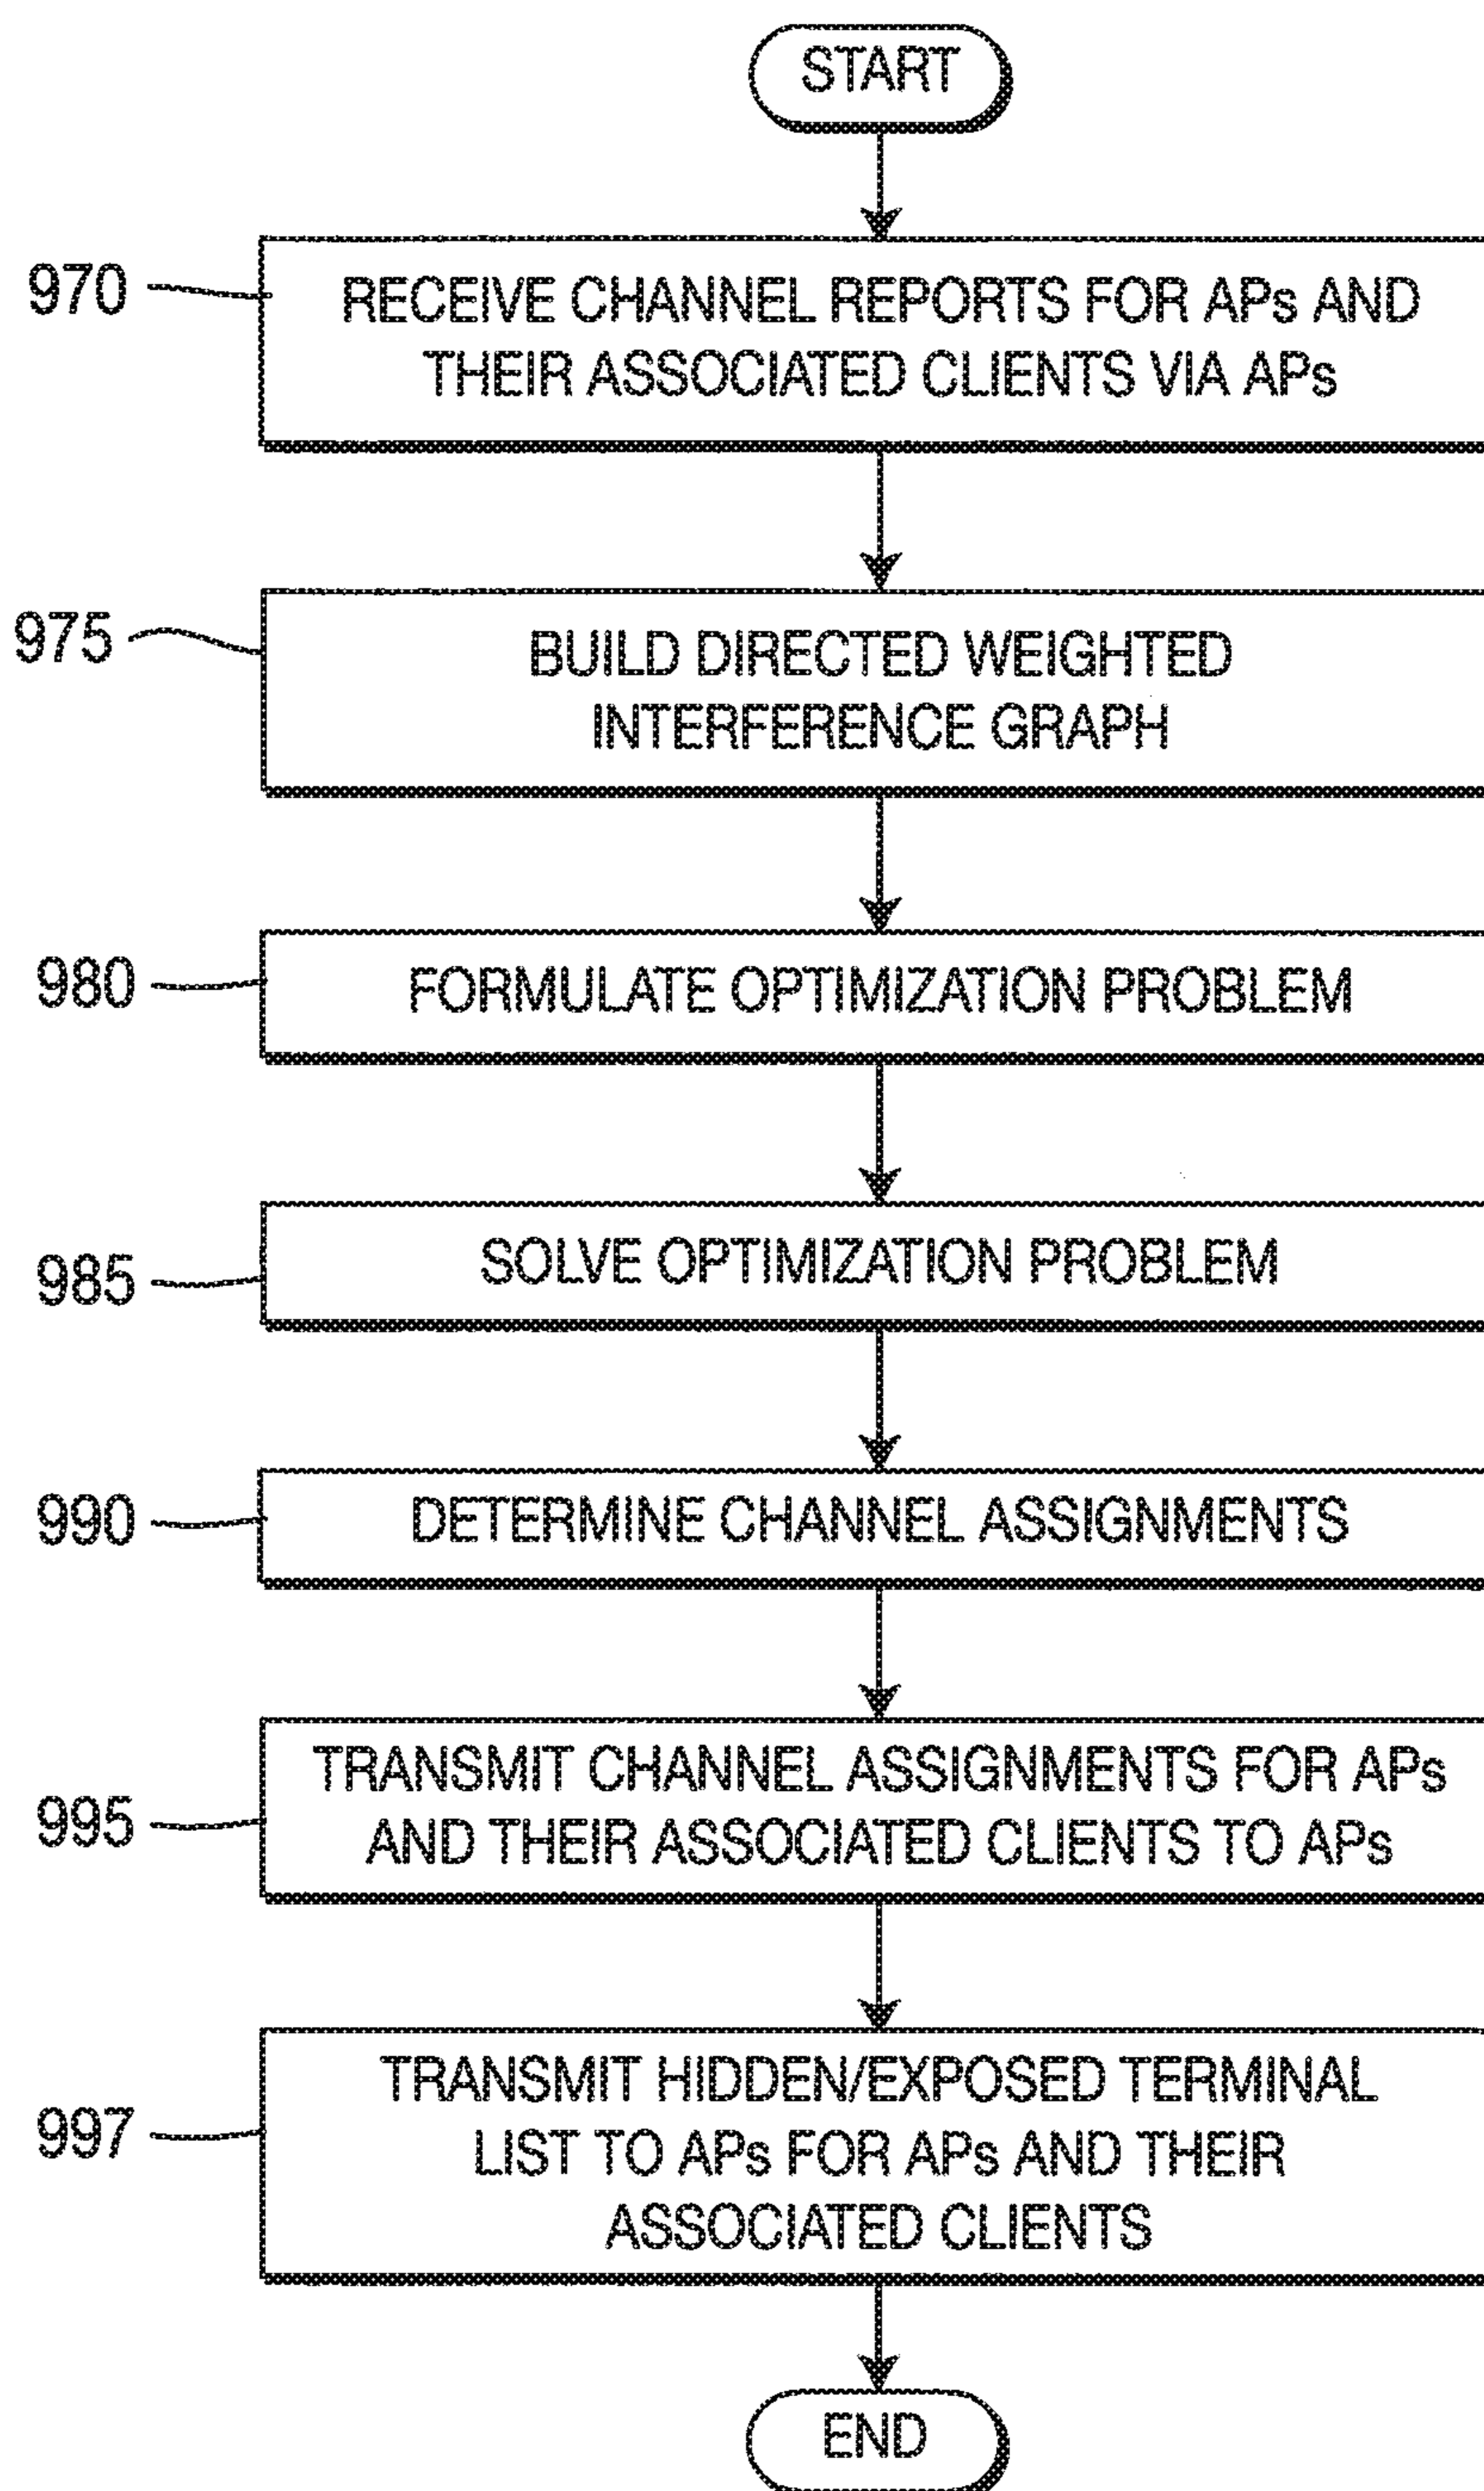 START
970
RECEIVE CHANNEL REPORTS FOR APs AND
THEIR ASSOCIATED CLIENTS VIA APs
975
BUILD DIRECTED WEIGHTED
INTERFERENCE GRAPH
980
FORMULATE OPTIMIZATION PROBLEM
985
SOLVE OPTIMIZATION PROBLEM
990
DETERMINE CHANNEL ASSIGNMENTS
995
TRANSMIT CHANNEL ASSIGNMENTS FOR APs
AND THEIR ASSOCIATED CLIENTS TO APs
997
TRANSMIT HIDDEN/EXPOSED TERMINAL
LIST TO APs FOR APs AND THEIR
ASSOCIATED CLIENTS
END